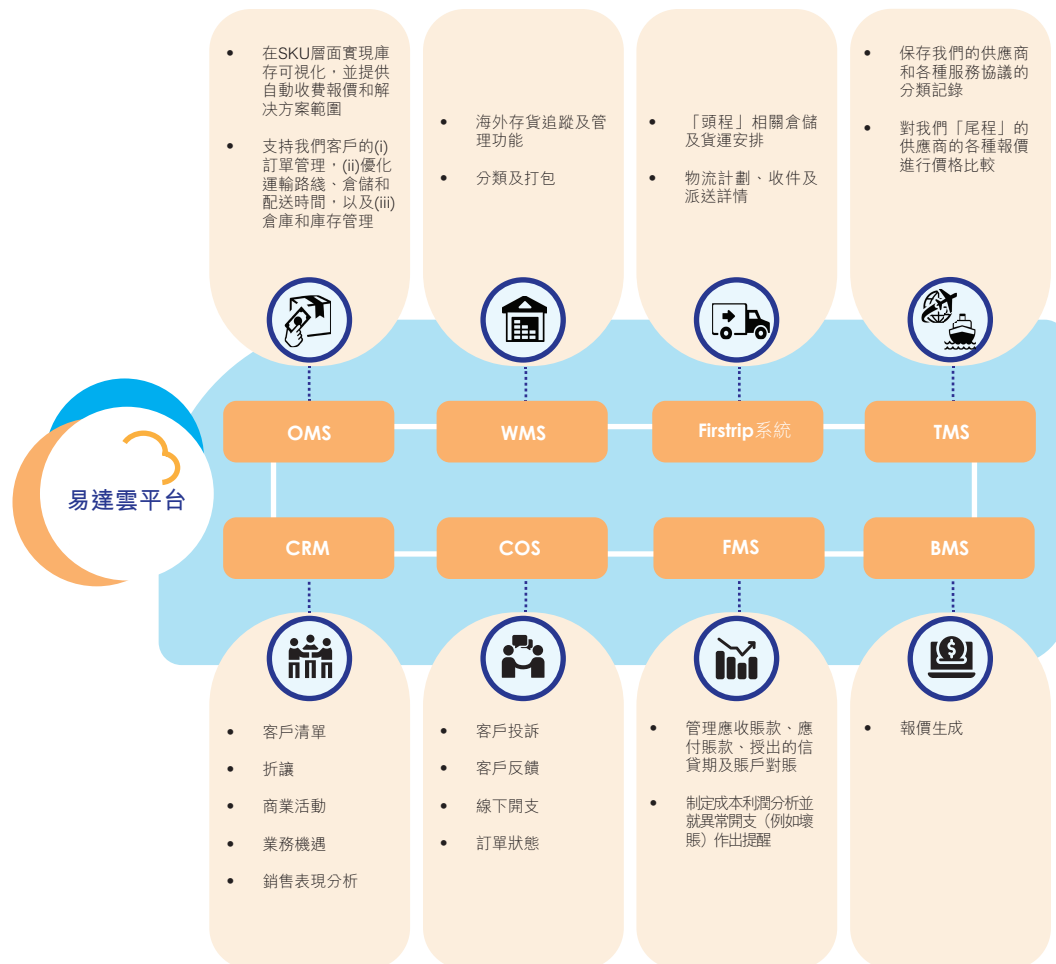 • 在SKU層面實現庫
存可視化，並提供
自動收費報價和解
決方案範圍
• 支持我們客戶的(i)
訂單管理，(ii)優化
運輸路綫、倉儲和
配送時間，以及(iii)
倉庫和庫存管理
• 海外存貨追蹤及管
理功能
• 分類及打包
• 「頭程」相關倉儲
及貨運安排
• 物流計劃、收件及
派送詳情
• 保存我們的供應商
和各種服務協議的
分類記錄
• 對我們「尾程」的
供應商的各種報價
進行價格比較
OMS
WMS
Firstrip系統
TMS
易達雲平台
CRM
COS
FMS
BMS
• 客戶清單
• 折讓
• 商業活動
• 業務機遇
• 銷售表現分析
• 客戶投訴
• 客戶反饋
• 線下開支
• 訂單狀態
• 管理應收賬款、應
付賬款、授出的信
貸期及賬戶對賬
• 制定成本利潤分析並
就異常開支（例如壞
賬）作出提醒
• 報價生成